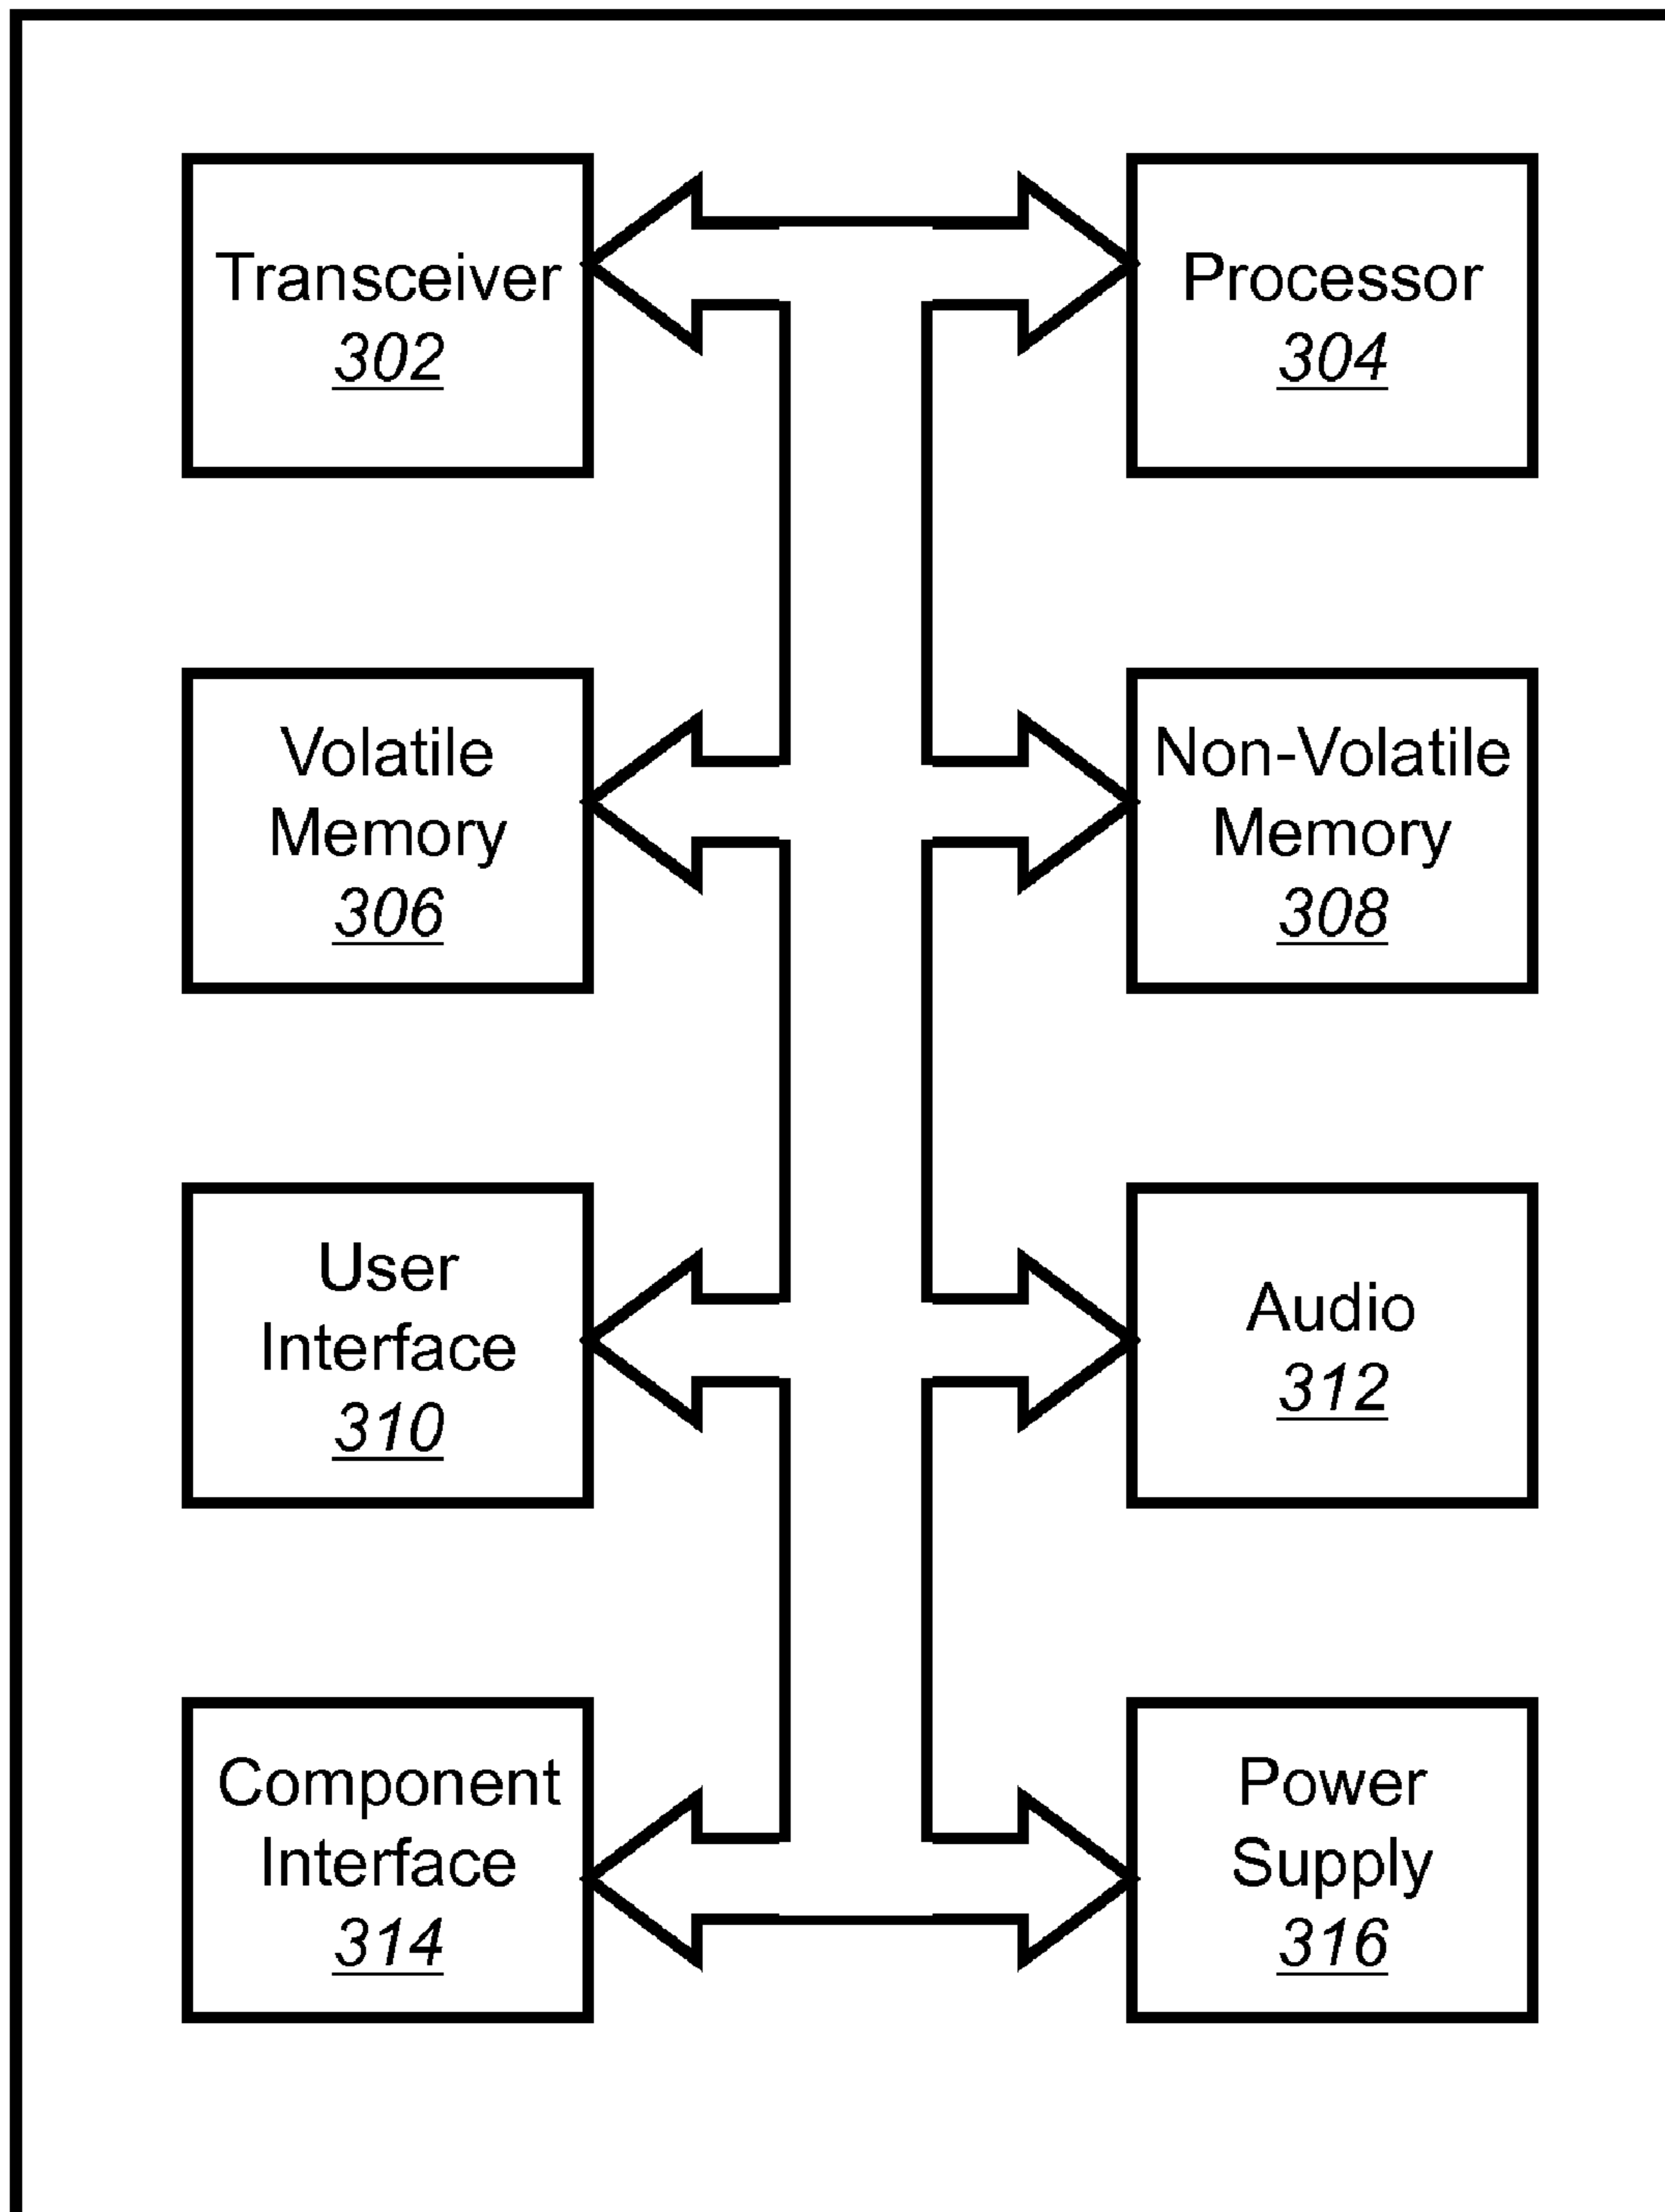 Transceiver
302
Processor
304
Volatile
Memory
306
Non-Volatile
Memory
308
User
Interface
310
Audio
312
Component
Interface
314
Power
Supply
316